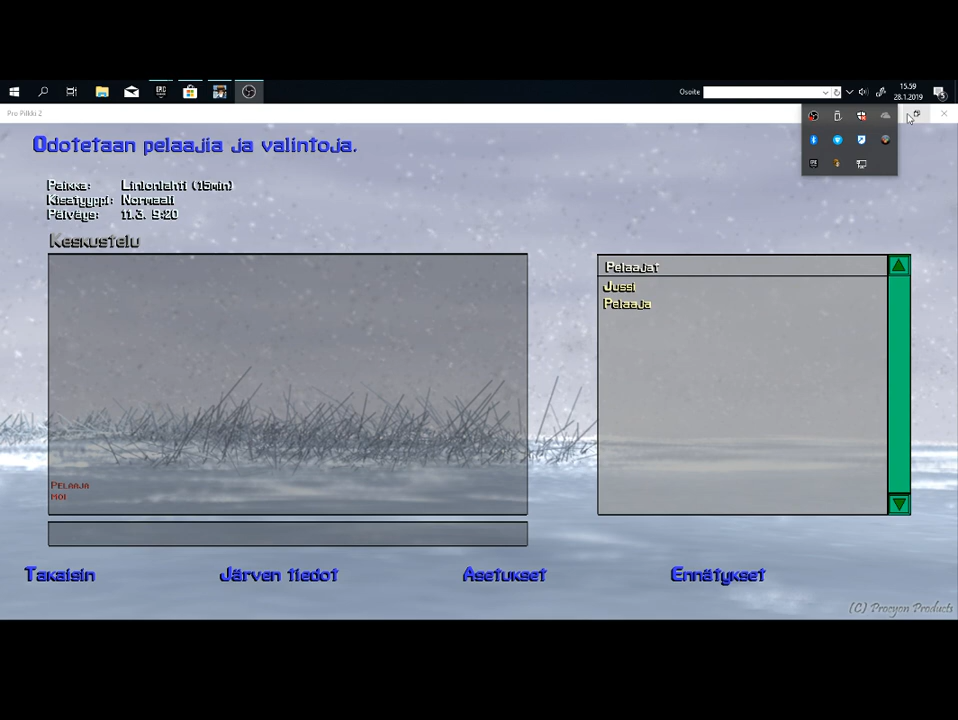 Osoite
15.59
28.1.2019
Pro Pilkki 2
Odotetaan pelaajia ja valintoja.
Paikka: Linlonlahti (15min)
Kisatyyppi: Normaali
Päiväys: 11.3. 9:20
Keskustelu
Pelaajat
Jussi
Pelaaja
Pelaaja
moi
Takaisin
Järven tiedot
Asetukset
Ennätykset
(C) Procyon Products